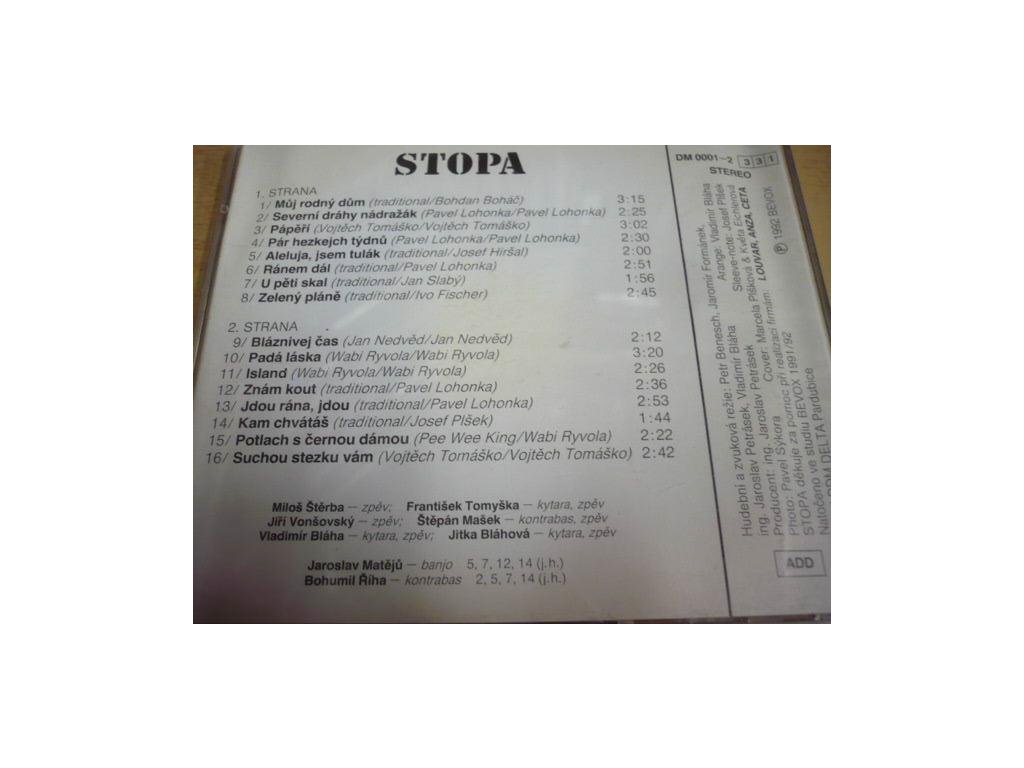 STOPA
1. STRANA
1/ Můj rodný dům (traditional/Bohdan Boháč) 3:15
2/ Severní dráhy nádražák (Pavel Lohonka/Pavel Lohonka) 2:25
3/ Pápěří (Vojtěch Tomáško/Vojtěch Tomáško) 3:02
4/ Pár hezkejch týdnů (Pavel Lohonka/Pavel Lohonka) 2:30
5/ Aleluja, jsem tulák (traditional/Josef Hiršal) 2:00
6/ Ránem dál (traditional/Pavel Lohonka) 2:51
7/ U pěti skal (traditional/Jan Slabý) 1:56
8/ Zelený pláně (traditional/Ivo Fischer) 2:45
2. STRANA
9/ Bláznivej čas (Jan Nedvěd/Jan Nedvěd) 2:12
10/ Padá láska (Wabi Ryvola/Wabi Ryvola) 3:20
11/ Island (Wabi Ryvola/Wabi Ryvola) 2:26
12/ Znám kout (traditional/Pavel Lohonka) 2:36
13/ Jdou rána, jdou (traditional/Pavel Lohonka) 2:53
14/ Kam chvátáš (traditional/Josef Plšek) 1:44
15/ Potlach s černou dámou (Pee Wee King/Wabi Ryvola) 2:22
16/ Suchou stezku vám (Vojtěch Tomáško/Vojtěch Tomáško) 2:42
Miloš Štěrba – zpěv; František Tomyška – kytara, zpěv
Jiří Vonšovský – zpěv; Štěpán Mašek – kontrabas, zpěv
Vladimír Bláha – kytara, zpěv; Jitka Bláhová – kytara, zpěv
Jaroslav Matějů – banjo 5, 7, 12, 14 (j.h.)
Bohumil Říha – kontrabas 2, 5, 7, 14 (j.h.)
DM 0001–2 331
STEREO
Hudební a zvuková režie: Petr Benesch, Jaromír Formánek,
ing. Jaroslav Petrásek, Vladimír Bláha Arange: Vladimír Bláha
Producent: ing. Jaroslav Petrásek Sleeve-note: Josef Plšek
Photo: Pavel Sýkora Cover: Marcela Plšková & Květa Eichlerová
STOPA děkuje za pomoc při realizaci firmám: LOUVAR, ANZA, CETA
Natočeno ve studiu BEVOX 1991/92
DELTA Pardubice
Ⓟ 1992 BEVOX
ADD